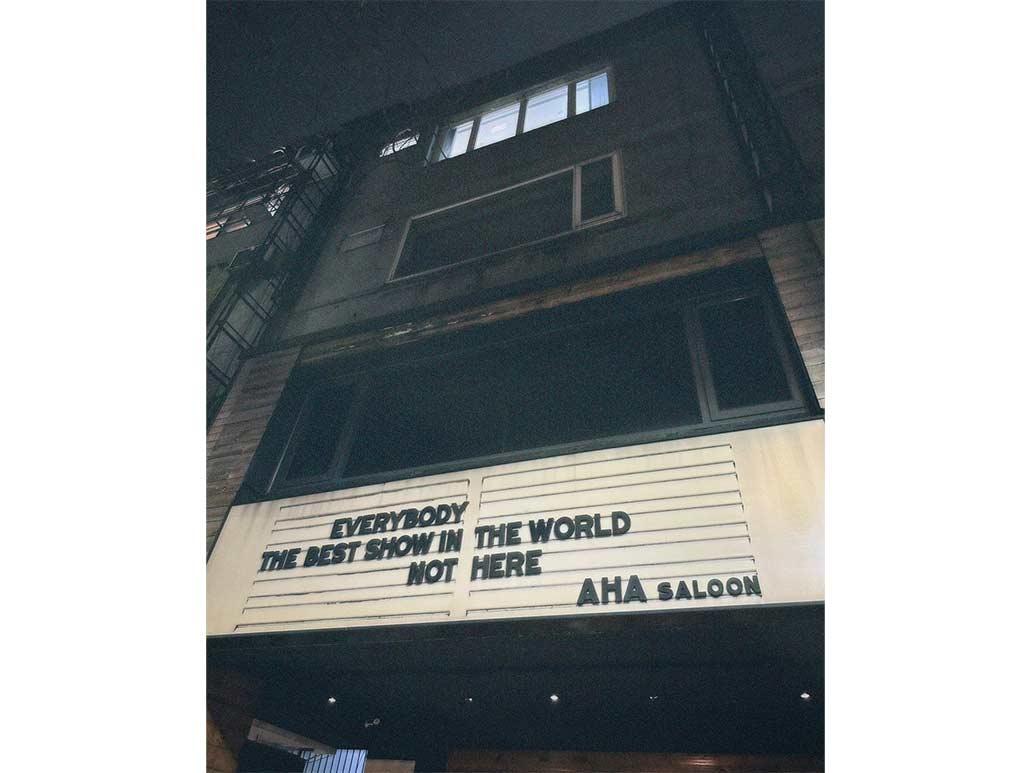 EVERYBODY
THE BEST SHOW IN THE WORLD
NOT HERE
AHA SALOON